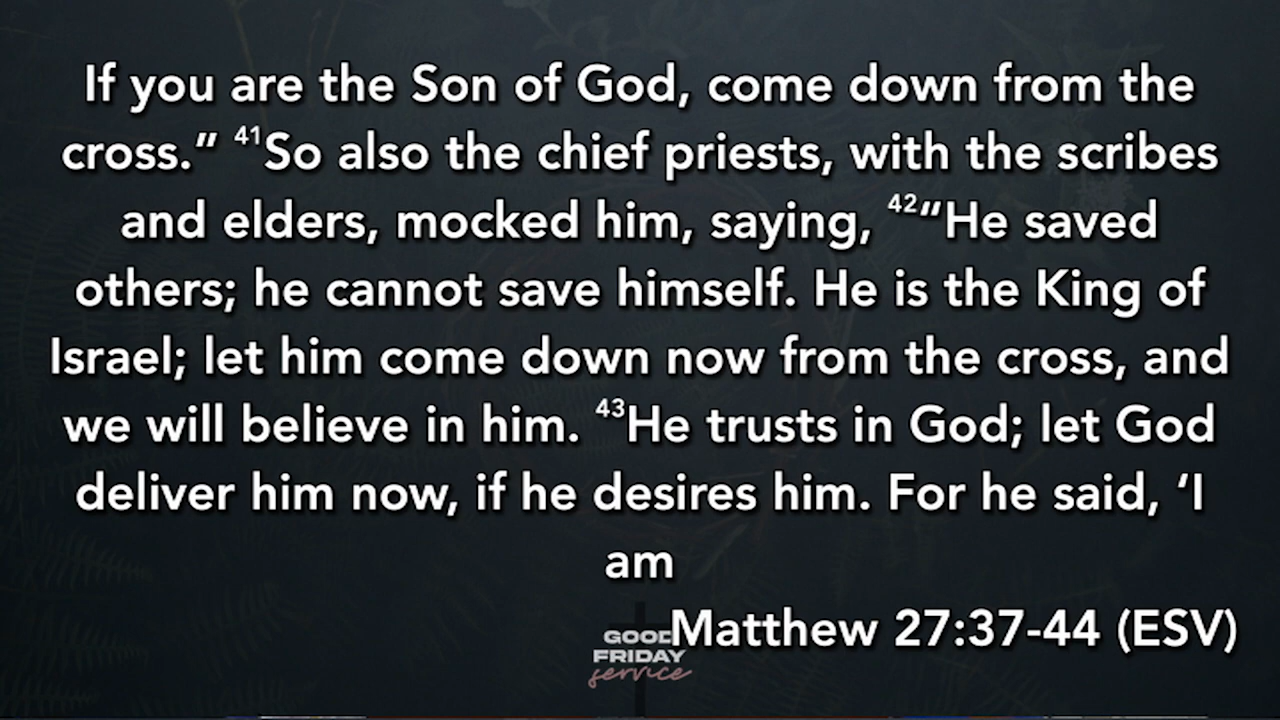 If you are the Son of God, come down from the
cross.” ⁴¹So also the chief priests, with the scribes
and elders, mocked him, saying, ⁴²“He saved
others; he cannot save himself. He is the King of
Israel; let him come down now from the cross, and
we will believe in him. ⁴³He trusts in God; let God
deliver him now, if he desires him. For he said, ‘I
am
Matthew 27:37-44 (ESV)
GOOD
FRIDAY
service